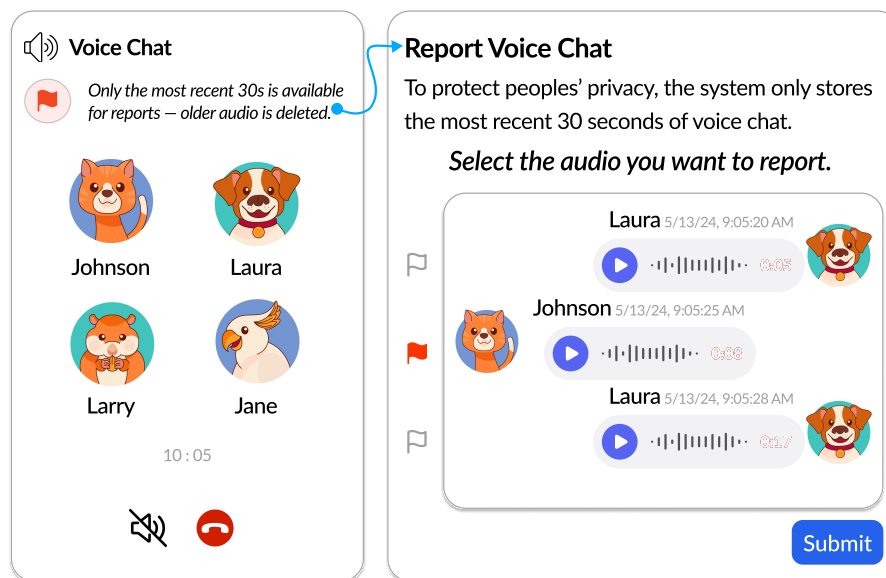 Voice Chat
Only the most recent 30s is available
for reports — older audio is deleted.
Johnson
Laura
Larry
Jane
10 : 05
Report Voice Chat
To protect peoples’ privacy, the system only stores
the most recent 30 seconds of voice chat.
Select the audio you want to report.
Laura 5/13/24, 9:05:20 AM
0:05
Johnson 5/13/24, 9:05:25 AM
0:08
Laura 5/13/24, 9:05:28 AM
0:17
Submit